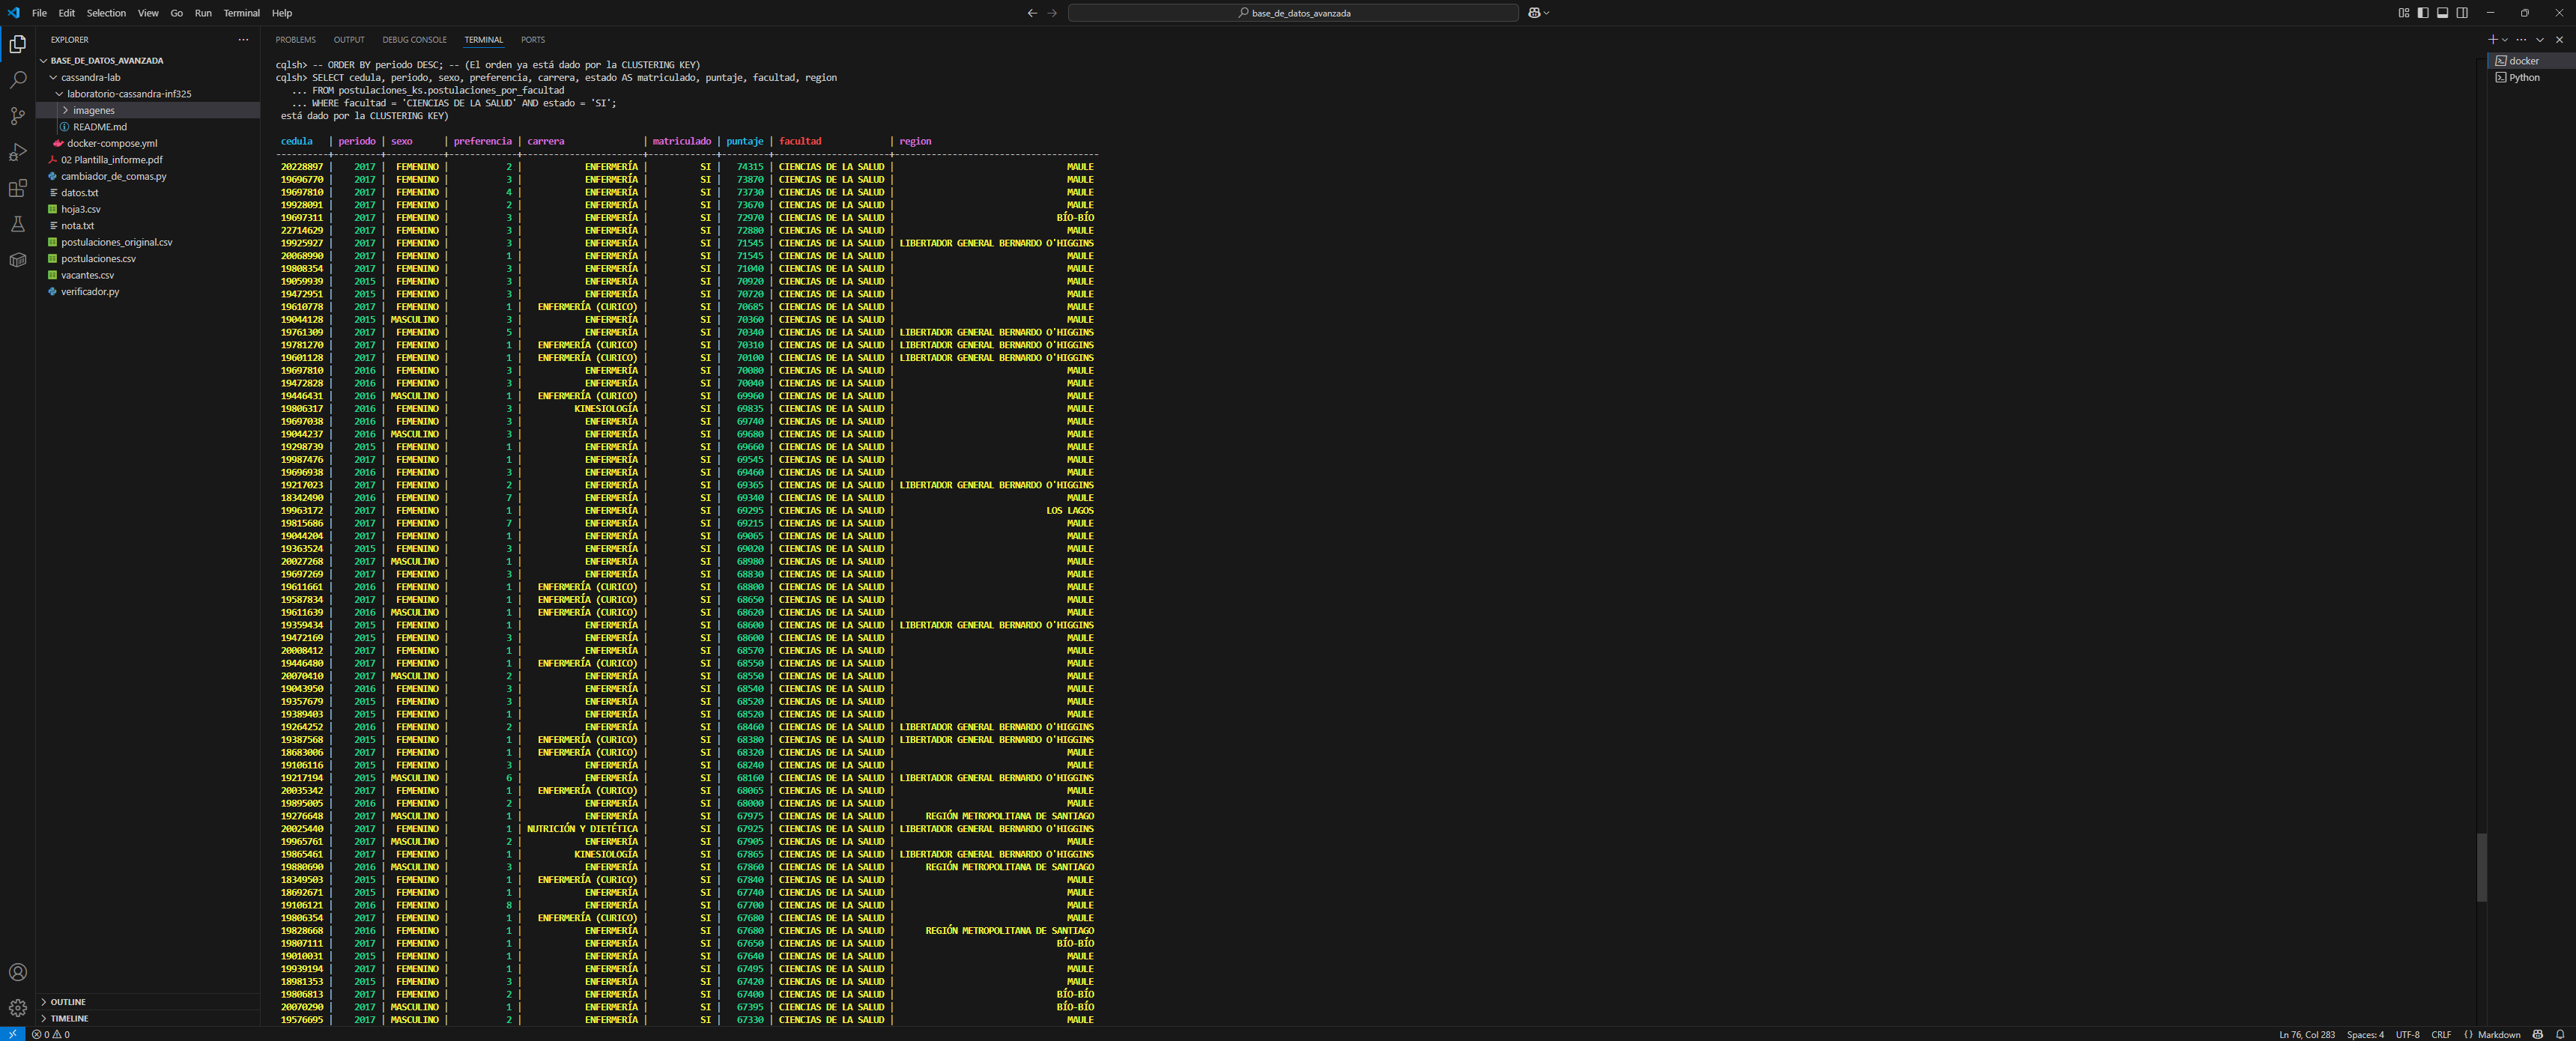 File Edit Selection View Go Run Terminal Help
base_de_datos_avanzada
EXPLORER
BASE_DE_DATOS_AVANZADA
cassandra-lab
laboratorio-cassandra-inf325
imagenes
README.md
docker-compose.yml
02 Plantilla_informe.pdf
cambiador_de_comas.py
datos.txt
hoja3.csv
nota.txt
postulaciones_original.csv
postulaciones.csv
vacantes.csv
verificador.py
OUTLINE
TIMELINE
PROBLEMS OUTPUT DEBUG CONSOLE TERMINAL PORTS
cqlsh> -- ORDER BY periodo DESC; -- (El orden ya está dado por la CLUSTERING KEY)
cqlsh> SELECT cedula, periodo, sexo, preferencia, carrera, estado AS matriculado, puntaje, facultad, region
... FROM postulaciones_ks.postulaciones_por_facultad
... WHERE facultad = 'CIENCIAS DE LA SALUD' AND estado = 'SI';
está dado por la CLUSTERING KEY)
cedula | periodo | sexo | preferencia | carrera | matriculado | puntaje | facultad | region
20228897 | 2017 | FEMENINO | 2 | ENFERMERÍA | SI | 74315 | CIENCIAS DE LA SALUD | MAULE
19696770 | 2017 | FEMENINO | 3 | ENFERMERÍA | SI | 73870 | CIENCIAS DE LA SALUD | MAULE
19697810 | 2017 | FEMENINO | 4 | ENFERMERÍA | SI | 73730 | CIENCIAS DE LA SALUD | MAULE
19928091 | 2017 | FEMENINO | 2 | ENFERMERÍA | SI | 73670 | CIENCIAS DE LA SALUD | MAULE
19697311 | 2017 | FEMENINO | 3 | ENFERMERÍA | SI | 72970 | CIENCIAS DE LA SALUD | BÍO-BÍO
22714629 | 2017 | FEMENINO | 3 | ENFERMERÍA | SI | 72880 | CIENCIAS DE LA SALUD | MAULE
19925927 | 2017 | FEMENINO | 3 | ENFERMERÍA | SI | 71545 | CIENCIAS DE LA SALUD | LIBERTADOR GENERAL BERNARDO O'HIGGINS
20068990 | 2017 | FEMENINO | 1 | ENFERMERÍA | SI | 71545 | CIENCIAS DE LA SALUD | MAULE
19808354 | 2017 | FEMENINO | 3 | ENFERMERÍA | SI | 71040 | CIENCIAS DE LA SALUD | MAULE
19059939 | 2015 | FEMENINO | 3 | ENFERMERÍA | SI | 70920 | CIENCIAS DE LA SALUD | MAULE
19472951 | 2015 | FEMENINO | 3 | ENFERMERÍA | SI | 70720 | CIENCIAS DE LA SALUD | MAULE
19610778 | 2017 | FEMENINO | 1 | ENFERMERÍA (CURICO) | SI | 70685 | CIENCIAS DE LA SALUD | MAULE
19044128 | 2015 | MASCULINO | 3 | ENFERMERÍA | SI | 70360 | CIENCIAS DE LA SALUD | MAULE
19761309 | 2017 | FEMENINO | 5 | ENFERMERÍA | SI | 70340 | CIENCIAS DE LA SALUD | LIBERTADOR GENERAL BERNARDO O'HIGGINS
19781270 | 2017 | FEMENINO | 1 | ENFERMERÍA (CURICO) | SI | 70310 | CIENCIAS DE LA SALUD | LIBERTADOR GENERAL BERNARDO O'HIGGINS
19601128 | 2017 | FEMENINO | 1 | ENFERMERÍA (CURICO) | SI | 70100 | CIENCIAS DE LA SALUD | LIBERTADOR GENERAL BERNARDO O'HIGGINS
19697810 | 2016 | FEMENINO | 3 | ENFERMERÍA | SI | 70080 | CIENCIAS DE LA SALUD | MAULE
19472828 | 2016 | FEMENINO | 3 | ENFERMERÍA | SI | 70040 | CIENCIAS DE LA SALUD | MAULE
19446431 | 2016 | MASCULINO | 1 | ENFERMERÍA (CURICO) | SI | 69960 | CIENCIAS DE LA SALUD | MAULE
19806317 | 2016 | FEMENINO | 3 | KINESIOLOGÍA | SI | 69835 | CIENCIAS DE LA SALUD | MAULE
19697038 | 2016 | FEMENINO | 3 | ENFERMERÍA | SI | 69740 | CIENCIAS DE LA SALUD | MAULE
19044237 | 2016 | MASCULINO | 3 | ENFERMERÍA | SI | 69680 | CIENCIAS DE LA SALUD | MAULE
19298739 | 2016 | FEMENINO | 1 | ENFERMERÍA | SI | 69660 | CIENCIAS DE LA SALUD | MAULE
19987476 | 2017 | FEMENINO | 1 | ENFERMERÍA | SI | 69545 | CIENCIAS DE LA SALUD | MAULE
19696938 | 2016 | FEMENINO | 3 | ENFERMERÍA | SI | 69460 | CIENCIAS DE LA SALUD | MAULE
19217023 | 2017 | FEMENINO | 2 | ENFERMERÍA | SI | 69365 | CIENCIAS DE LA SALUD | LIBERTADOR GENERAL BERNARDO O'HIGGINS
18342490 | 2016 | FEMENINO | 7 | ENFERMERÍA | SI | 69340 | CIENCIAS DE LA SALUD | MAULE
19963172 | 2017 | FEMENINO | 1 | ENFERMERÍA | SI | 69295 | CIENCIAS DE LA SALUD | LOS LAGOS
19815686 | 2017 | FEMENINO | 7 | ENFERMERÍA | SI | 69215 | CIENCIAS DE LA SALUD | MAULE
19044204 | 2017 | FEMENINO | 1 | ENFERMERÍA | SI | 69065 | CIENCIAS DE LA SALUD | MAULE
19363524 | 2015 | FEMENINO | 3 | ENFERMERÍA | SI | 69020 | CIENCIAS DE LA SALUD | MAULE
20027268 | 2017 | MASCULINO | 1 | ENFERMERÍA | SI | 68980 | CIENCIAS DE LA SALUD | MAULE
19697269 | 2017 | FEMENINO | 3 | ENFERMERÍA | SI | 68830 | CIENCIAS DE LA SALUD | MAULE
19611661 | 2017 | FEMENINO | 1 | ENFERMERÍA (CURICO) | SI | 68800 | CIENCIAS DE LA SALUD | MAULE
19587834 | 2017 | FEMENINO | 1 | ENFERMERÍA (CURICO) | SI | 68650 | CIENCIAS DE LA SALUD | MAULE
19611639 | 2016 | MASCULINO | 1 | ENFERMERÍA (CURICO) | SI | 68620 | CIENCIAS DE LA SALUD | MAULE
19359434 | 2015 | FEMENINO | 1 | ENFERMERÍA | SI | 68600 | CIENCIAS DE LA SALUD | LIBERTADOR GENERAL BERNARDO O'HIGGINS
19472169 | 2015 | FEMENINO | 3 | ENFERMERÍA | SI | 68600 | CIENCIAS DE LA SALUD | MAULE
20008412 | 2017 | FEMENINO | 1 | ENFERMERÍA | SI | 68570 | CIENCIAS DE LA SALUD | MAULE
19446480 | 2017 | FEMENINO | 1 | ENFERMERÍA (CURICO) | SI | 68550 | CIENCIAS DE LA SALUD | MAULE
20070410 | 2017 | MASCULINO | 2 | ENFERMERÍA | SI | 68550 | CIENCIAS DE LA SALUD | MAULE
19043950 | 2016 | FEMENINO | 3 | ENFERMERÍA | SI | 68540 | CIENCIAS DE LA SALUD | MAULE
19357679 | 2015 | FEMENINO | 3 | ENFERMERÍA | SI | 68520 | CIENCIAS DE LA SALUD | MAULE
19389403 | 2015 | FEMENINO | 1 | ENFERMERÍA | SI | 68520 | CIENCIAS DE LA SALUD | MAULE
19264252 | 2016 | FEMENINO | 2 | ENFERMERÍA | SI | 68460 | CIENCIAS DE LA SALUD | LIBERTADOR GENERAL BERNARDO O'HIGGINS
19387568 | 2015 | FEMENINO | 1 | ENFERMERÍA (CURICO) | SI | 68380 | CIENCIAS DE LA SALUD | LIBERTADOR GENERAL BERNARDO O'HIGGINS
18683006 | 2017 | FEMENINO | 1 | ENFERMERÍA (CURICO) | SI | 68320 | CIENCIAS DE LA SALUD | MAULE
19106116 | 2015 | FEMENINO | 3 | ENFERMERÍA | SI | 68240 | CIENCIAS DE LA SALUD | MAULE
19217194 | 2015 | MASCULINO | 6 | ENFERMERÍA | SI | 68160 | CIENCIAS DE LA SALUD | LIBERTADOR GENERAL BERNARDO O'HIGGINS
20035342 | 2017 | FEMENINO | 1 | ENFERMERÍA (CURICO) | SI | 68065 | CIENCIAS DE LA SALUD | MAULE
19895005 | 2016 | FEMENINO | 2 | ENFERMERÍA | SI | 68000 | CIENCIAS DE LA SALUD | MAULE
19276648 | 2017 | MASCULINO | 1 | ENFERMERÍA | SI | 67975 | CIENCIAS DE LA SALUD | REGIÓN METROPOLITANA DE SANTIAGO
20025440 | 2017 | FEMENINO | 1 | NUTRICIÓN Y DIETÉTICA | SI | 67925 | CIENCIAS DE LA SALUD | LIBERTADOR GENERAL BERNARDO O'HIGGINS
19965761 | 2017 | MASCULINO | 2 | ENFERMERÍA | SI | 67905 | CIENCIAS DE LA SALUD | MAULE
19865461 | 2017 | FEMENINO | 1 | KINESIOLOGÍA | SI | 67865 | CIENCIAS DE LA SALUD | LIBERTADOR GENERAL BERNARDO O'HIGGINS
19880690 | 2016 | MASCULINO | 3 | ENFERMERÍA | SI | 67860 | CIENCIAS DE LA SALUD | REGIÓN METROPOLITANA DE SANTIAGO
18349503 | 2015 | FEMENINO | 1 | ENFERMERÍA (CURICO) | SI | 67840 | CIENCIAS DE LA SALUD | MAULE
18692671 | 2015 | FEMENINO | 1 | ENFERMERÍA | SI | 67740 | CIENCIAS DE LA SALUD | MAULE
19106121 | 2016 | FEMENINO | 8 | ENFERMERÍA | SI | 67700 | CIENCIAS DE LA SALUD | MAULE
19806354 | 2017 | FEMENINO | 1 | ENFERMERÍA (CURICO) | SI | 67680 | CIENCIAS DE LA SALUD | MAULE
19828668 | 2016 | FEMENINO | 1 | ENFERMERÍA | SI | 67680 | CIENCIAS DE LA SALUD | REGIÓN METROPOLITANA DE SANTIAGO
19807111 | 2017 | FEMENINO | 1 | ENFERMERÍA | SI | 67650 | CIENCIAS DE LA SALUD | BÍO-BÍO
19010031 | 2015 | FEMENINO | 1 | ENFERMERÍA | SI | 67640 | CIENCIAS DE LA SALUD | MAULE
19939194 | 2017 | FEMENINO | 1 | ENFERMERÍA | SI | 67495 | CIENCIAS DE LA SALUD | MAULE
18981353 | 2015 | FEMENINO | 3 | ENFERMERÍA | SI | 67420 | CIENCIAS DE LA SALUD | MAULE
19806813 | 2017 | FEMENINO | 2 | ENFERMERÍA | SI | 67400 | CIENCIAS DE LA SALUD | BÍO-BÍO
20070290 | 2017 | MASCULINO | 1 | ENFERMERÍA | SI | 67395 | CIENCIAS DE LA SALUD | BÍO-BÍO
19576695 | 2017 | MASCULINO | 2 | ENFERMERÍA | SI | 67330 | CIENCIAS DE LA SALUD | MAULE
docker
Python
0 0
Ln 76, Col 283 Spaces: 4 UTF-8 CRLF {} Markdown